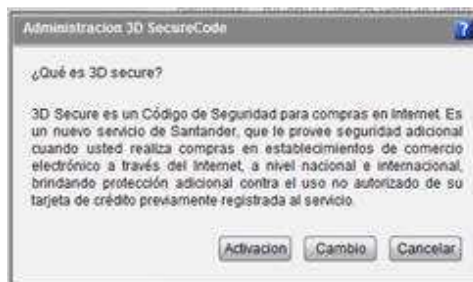 Administracion 3D SecureCode
?
¿Qué es 3D secure?
3D Secure es un Código de Seguridad para compras en Internet. Es
un nuevo servicio de Santander, que le provee seguridad adicional
cuando usted realiza compras en establecimientos de comercio
electrónico a través del Internet, a nivel nacional e internacional,
brindando protección adicional contra el uso no autorizado de su
tarjeta de crédito previamente registrada al servicio.
Activacion Cambio Cancelar